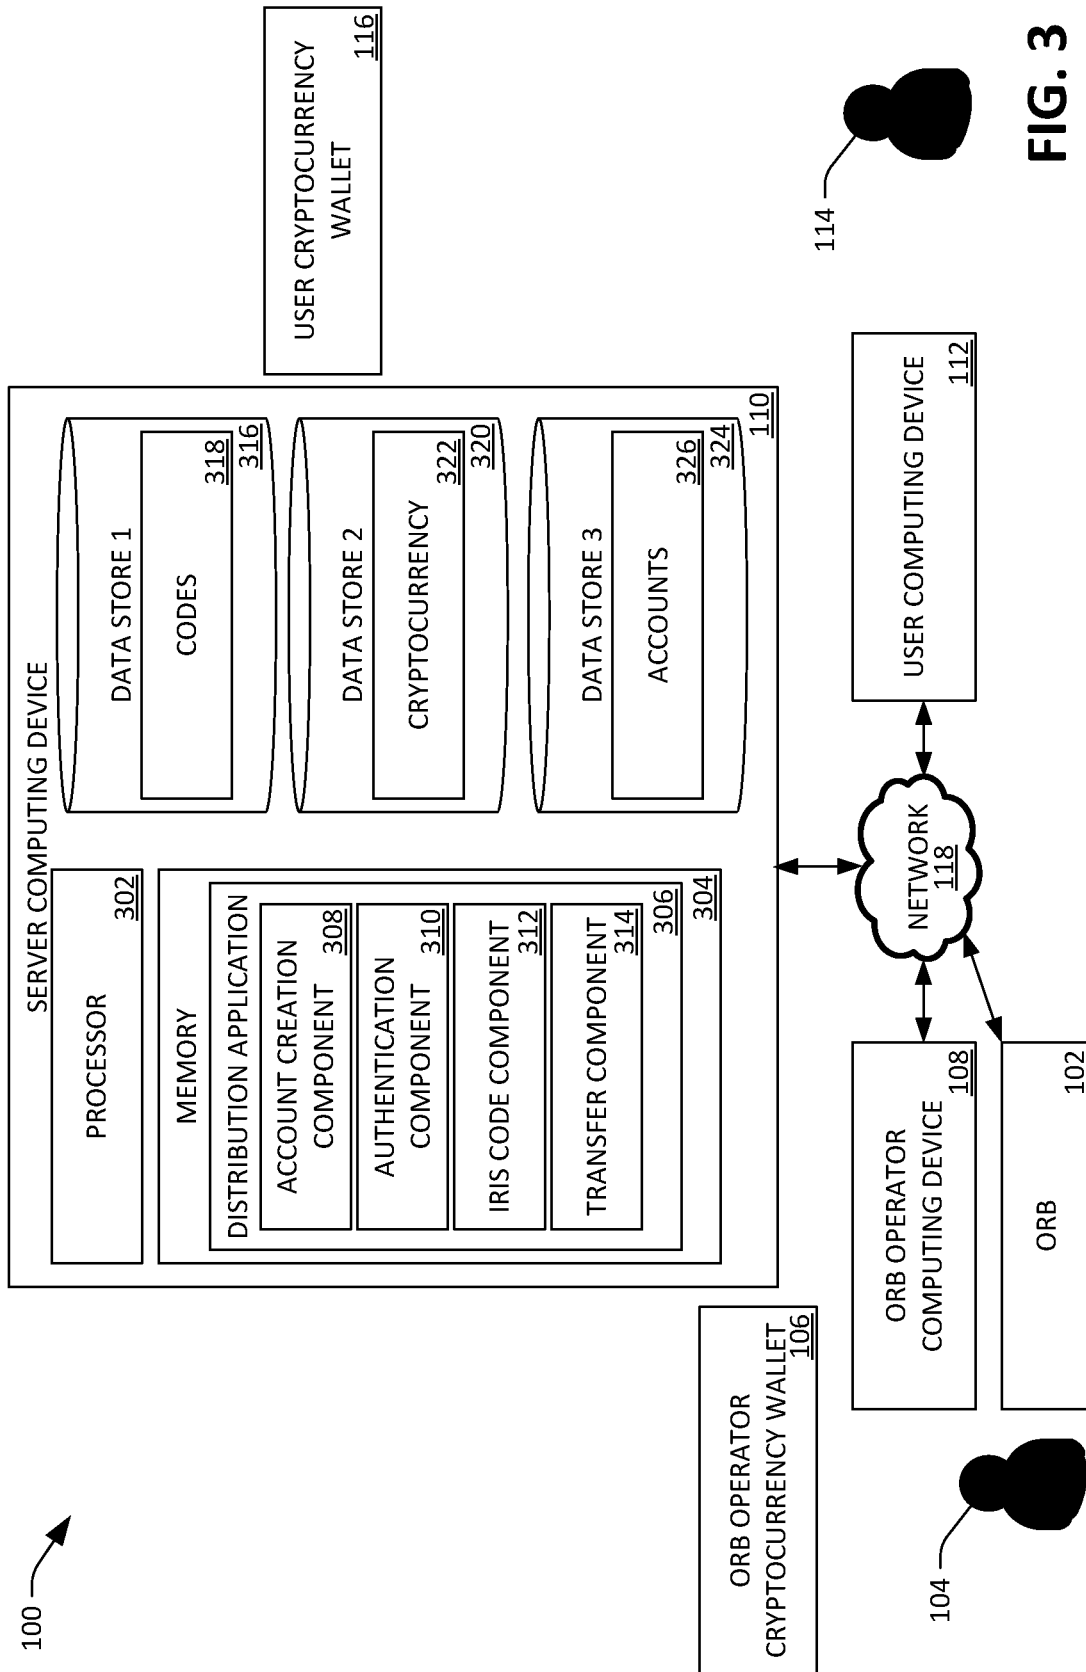 100
SERVER COMPUTING DEVICE
PROCESSOR
302
MEMORY
DISTRIBUTION APPLICATION
ACCOUNT CREATION
COMPONENT
308
AUTHENTICATION
COMPONENT
310
IRIS CODE COMPONENT
312
TRANSFER COMPONENT
314
306
304
DATA STORE 1
CODES
318
316
DATA STORE 2
CRYPTOCURRENCY
322
320
DATA STORE 3
ACCOUNTS
326
324
110
USER CRYPTOCURRENCY
WALLET
116
ORB OPERATOR
CRYPTOCURRENCY WALLET
106
ORB OPERATOR
COMPUTING DEVICE
108
NETWORK
118
USER COMPUTING DEVICE
112
114
104
ORB
102
FIG. 3